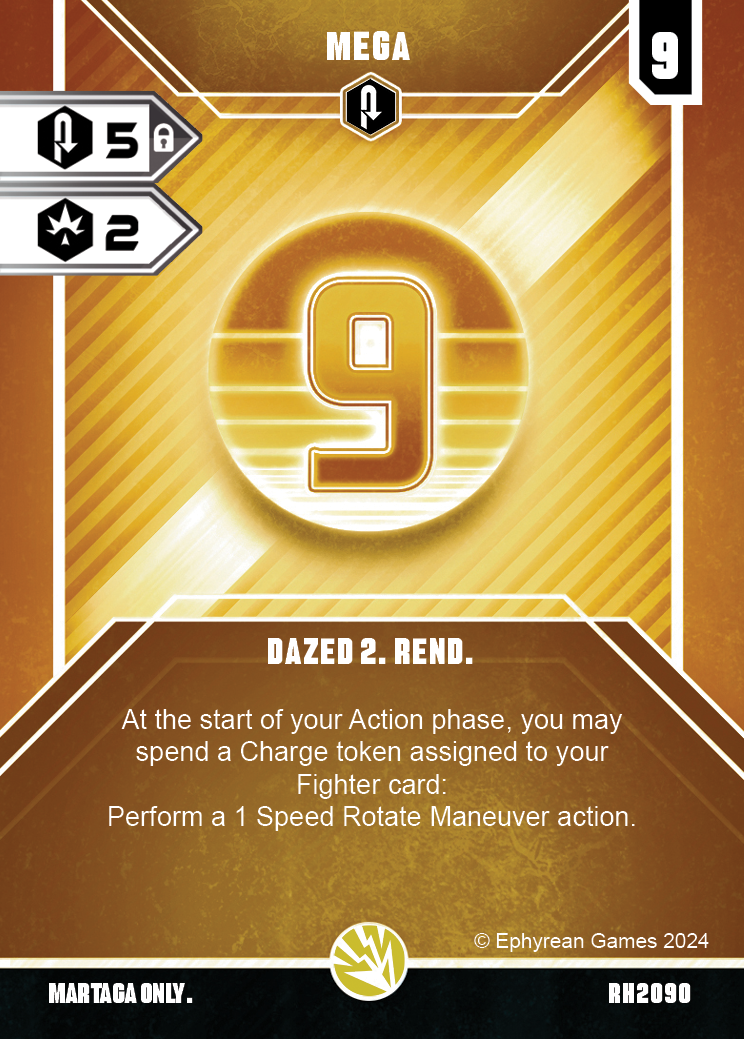 MEGA
9
5
2
9
DAZED 2. REND.
At the start of your Action phase, you may
spend a Charge token assigned to your
Fighter card:
Perform a 1 Speed Rotate Maneuver action.
© Ephyrean Games 2024
MARTAGA ONLY.
RH2090